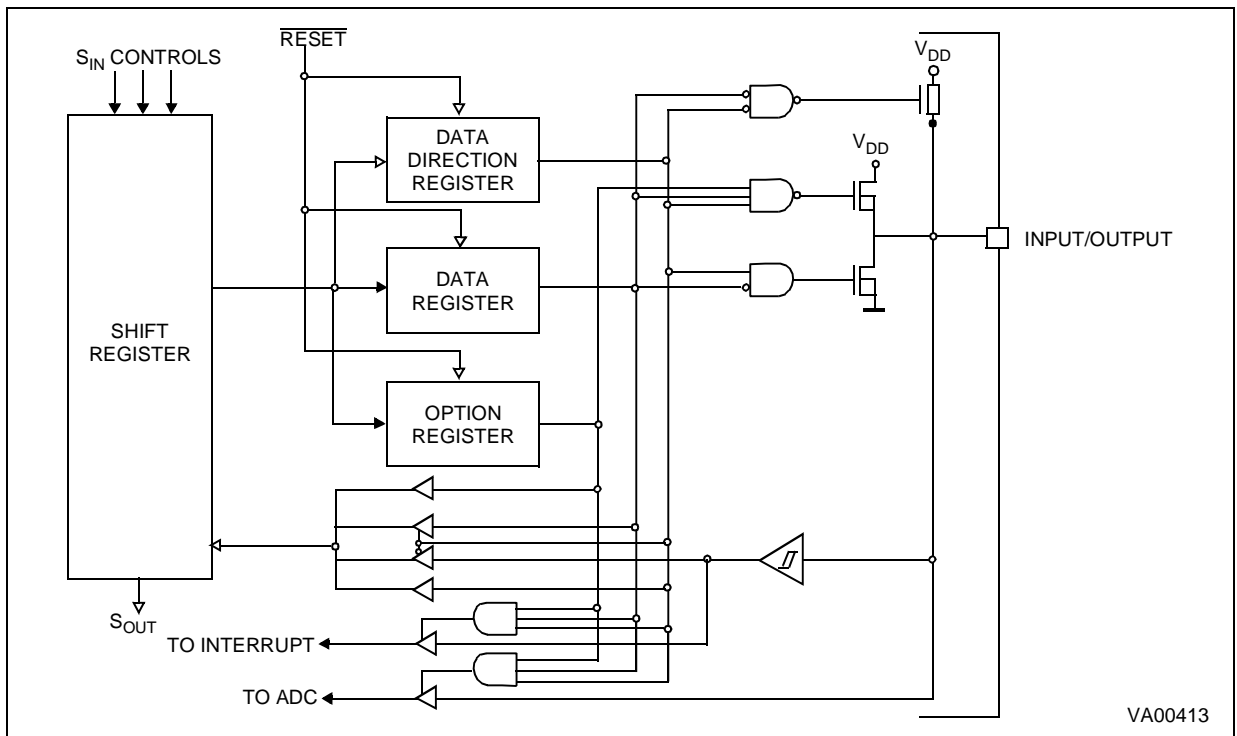 RESET
S_IN CONTROLS
V_DD
DATA
DIRECTION
REGISTER
V_DD
INPUT/OUTPUT
DATA
REGISTER
SHIFT
REGISTER
OPTION
REGISTER
S_OUT
TO INTERRUPT
TO ADC
VA00413